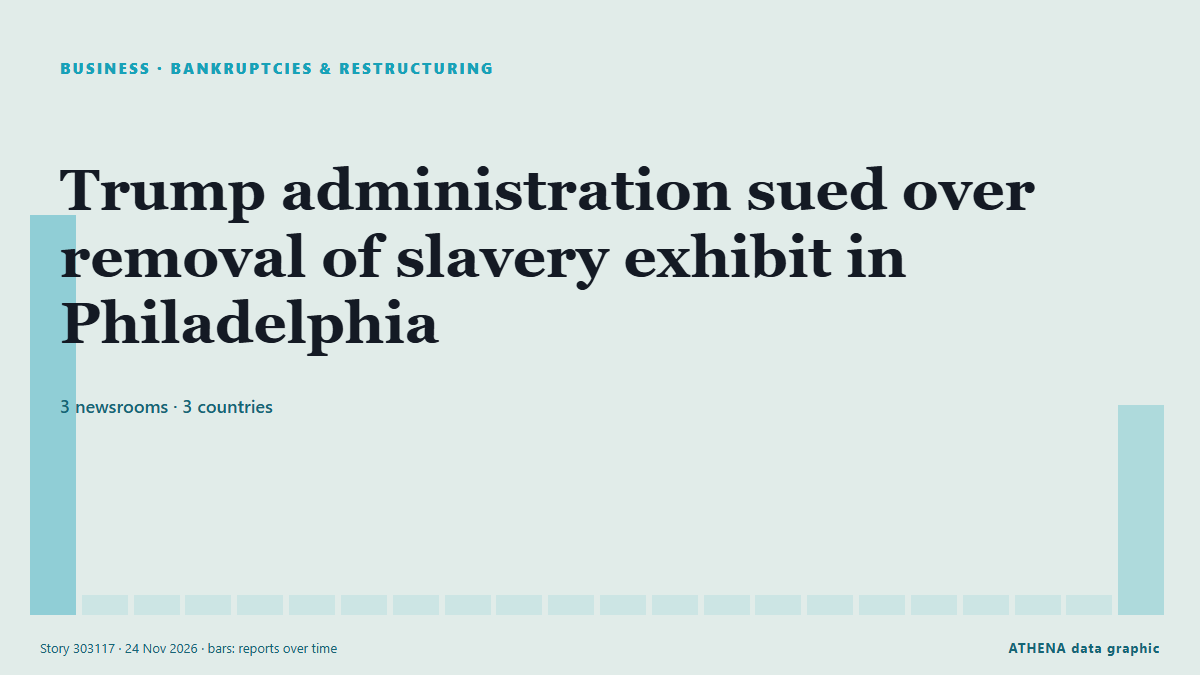 BUSINESS · BANKRUPTCIES & RESTRUCTURING
Trump administration sued over
removal of slavery exhibit in
Philadelphia
3 newsrooms · 3 countries
Story 303117 · 24 Nov 2026 · bars: reports over time
ATHENA data graphic